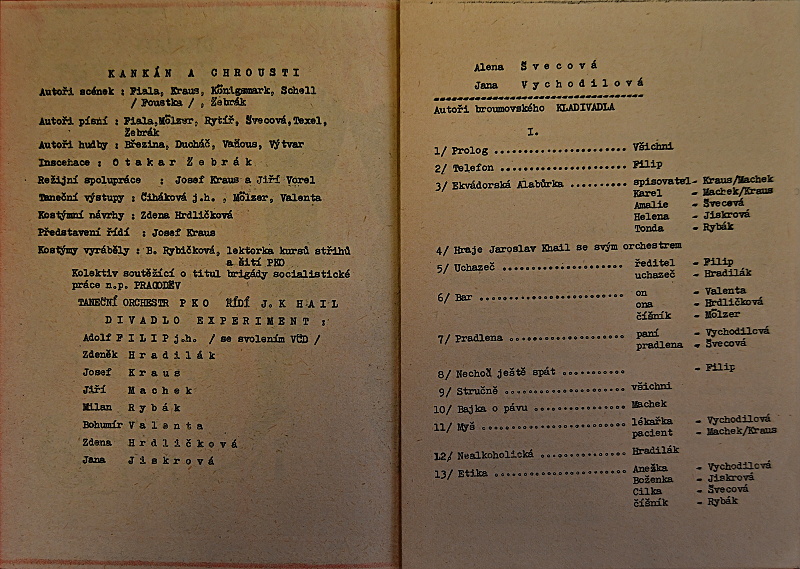 KANKÁN A CHROUSTI
Autoři scének : Fiala, Kraus, Königsmark, Schell
/ Foustka / , Žebrák
Autoři písní : Fiala,Mölzer, Rytíř, Švecová,Texel,
Žebrák
Autoři hudby : Březina, Ducháč, Vaňous, Výtvar
Inscenace : Otakar Žebrák
Režijní spolupráce : Josef Kraus a Jiří Vorel
Taneční výstupy : Čiháková j.h. , Mölzer, Valenta
Kostýmní návrhy : Zdena Hrdličková
Představení řídí : Josef Kraus
Kostýmy vyráběly : B. Rybičková, lektorka kursů střihů
a šití PKO
Kolektiv soutěžící o titul brigády socialistické
práce n.p. PRAODĚV
TANEČNÍ ORCHESTR PKO ŘÍDÍ J.KHAIL
DIVADLO EXPERIMENT :
Adolf FILIP j.h. / se svolením VČD /
Zdeněk Hradilák
Josef Kraus
Jiří Machek
Milan Rybák
Bohumír Valenta
Zdena Hrdličková
Jana Jiskrová
Alena Švecová
Jana Vychodilová
Autoři broumovského KLADIVADLA
I.
1/ Prolog ....................... Všichni
2/ Telefon ....................... Filip
3/ Ekvádorská Alabůrka .......... spisovatel- Kraus/Machek
Karel - Machek/Kraus
Amalie - Švecová
Helena - Jiskrová
Tonda - Rybák
4/ Hraje Jaroslav Khail se svým orchestrem
5/ Uchazeč ..................... ředitel - Filip
uchazeč - Hradilák
6/ Bar ......................... on - Valenta
ona - Hrdličková
číšník - Mölzer
7/ Pradlena .................... paní - Vychodilová
pradlena - Švecová
8/ Nechoď ještě spát ........... - Filip
9/ Stručně ..................... všichni
10/ Bajka o pávu ................ Machek
11/ Myš ......................... lékařka - Vychodilová
pacient - Machek/Kraus
12/ Nealkoholická ............... Hradilák
13/ Etika ....................... Anežka - Vychodilová
Boženka - Jiskrová
Cilka - Švecová
číšník - Rybák